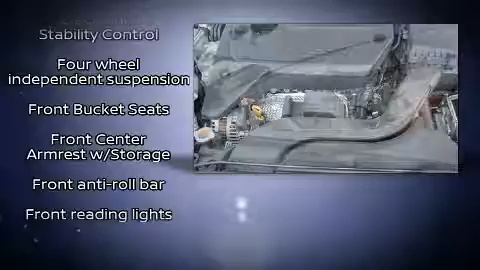 Stability Control
Four wheel
independent suspension
Front Bucket Seats
Front Center
Armrest w/Storage
Front anti-roll bar
Front reading lights